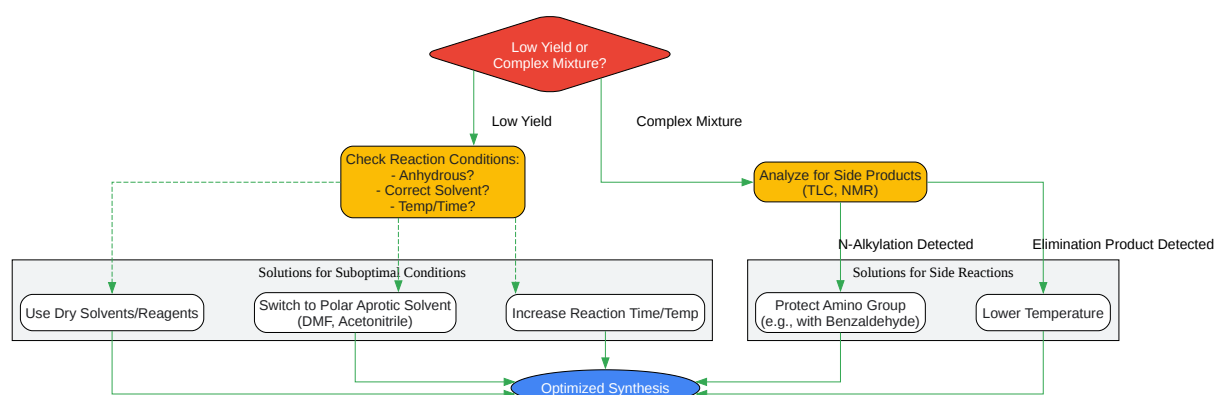 Low Yield or
Complex Mixture?
Low Yield
Complex Mixture
Check Reaction Conditions:
- Anhydrous?
- Correct Solvent?
- Temp/Time?
Analyze for Side Products
(TLC, NMR)
N-Alkylation Detected
Elimination Product Detected
Solutions for Suboptimal Conditions
Solutions for Side Reactions
Use Dry Solvents/Reagents
Switch to Polar Aprotic Solvent
(DMF, Acetonitrile)
Increase Reaction Time/Temp
Protect Amino Group
(e.g., with Benzaldehyde)
Lower Temperature
Optimized Synthesis